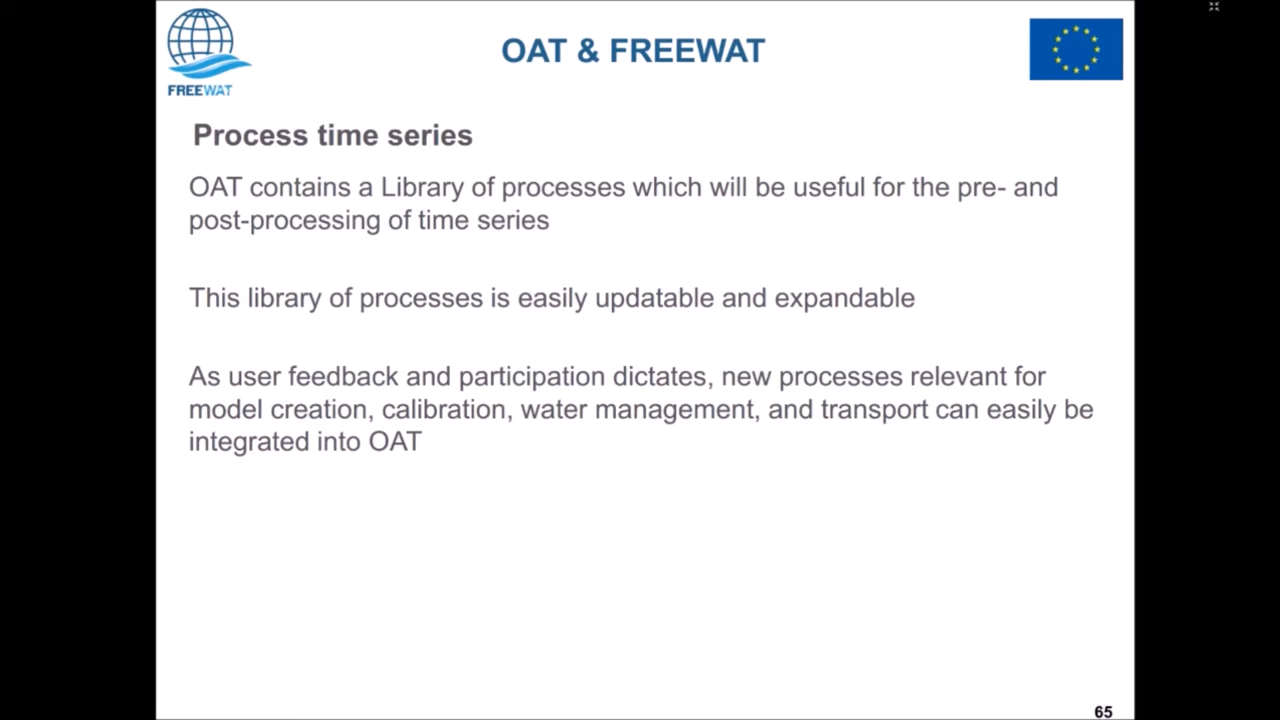 OAT & FREEWAT
FREEWAT
Process time series
OAT contains a Library of processes which will be useful for the pre- and
post-processing of time series
This library of processes is easily updatable and expandable
As user feedback and participation dictates, new processes relevant for
model creation, calibration, water management, and transport can easily be
integrated into OAT
65